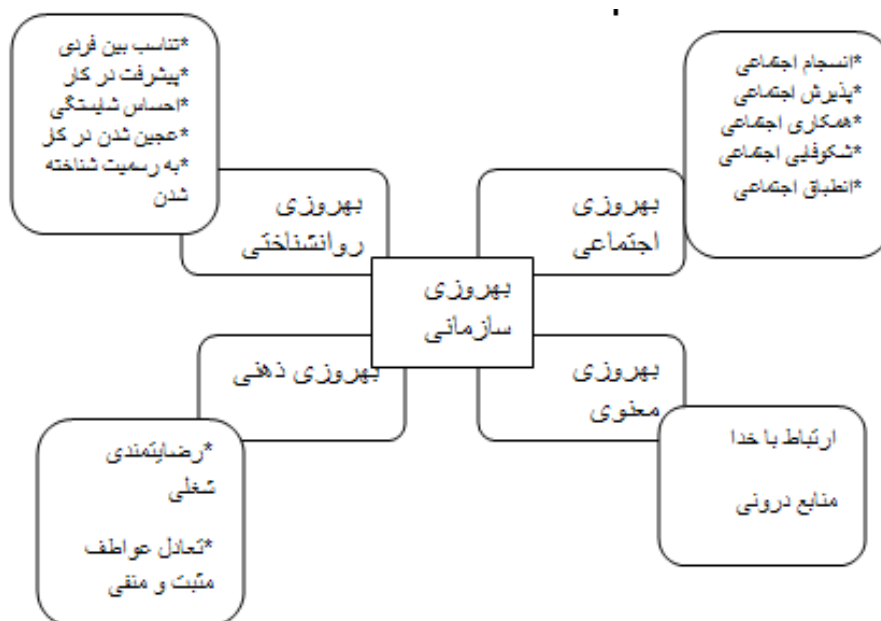 *انسجام اجتماعی
*پذیرش اجتماعی
*همکاری اجتماعی
*شکوفایی اجتماعی
*انطباق اجتماعی
بهروزی
اجتماعی
*تناسب بین فردی
*پیشرفت در کار
*احساس شایستگی
*عجین شدن در کار
*به رسمیت شناخته
شدن
بهروزی
روانشناختی
بهروزی
سازمانی
بهروزی
معنوی
ارتباط با خدا
منابع درونی
بهروزی ذهنی
*رضایتمندی
شغلی
*تعادل عواطف
مثبت و منفی